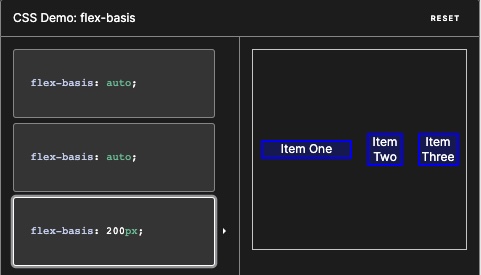 CSS Demo: flex-basis
RESET
flex-basis: auto;
flex-basis: auto;
flex-basis: 200px;
Item One
Item
Two
Item
Three